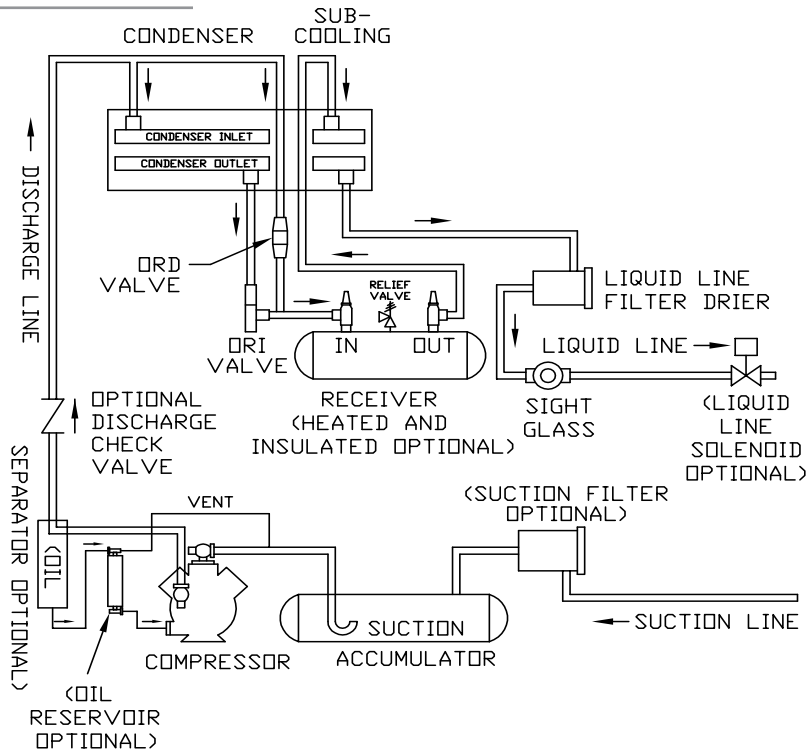 CONDENSER
SUB-
COOLING
CONDENSER INLET
CONDENSER OUTLET
DISCHARGE LINE
ORD
VALVE
ORI
VALVE
RELIEF
VALVE
IN
OUT
RECEIVER
(HEATED AND
INSULATED OPTIONAL)
LIQUID LINE
FILTER DRIER
LIQUID LINE
SIGHT
GLASS
(LIQUID
LINE
SOLENOID
OPTIONAL)
OPTIONAL
DISCHARGE
CHECK
VALVE
(OIL
SEPARATOR OPTIONAL)
VENT
(SUCTION FILTER
OPTIONAL)
SUCTION LINE
SUCTION
ACCUMULATOR
COMPRESSOR
(OIL
RESERVOIR
OPTIONAL)